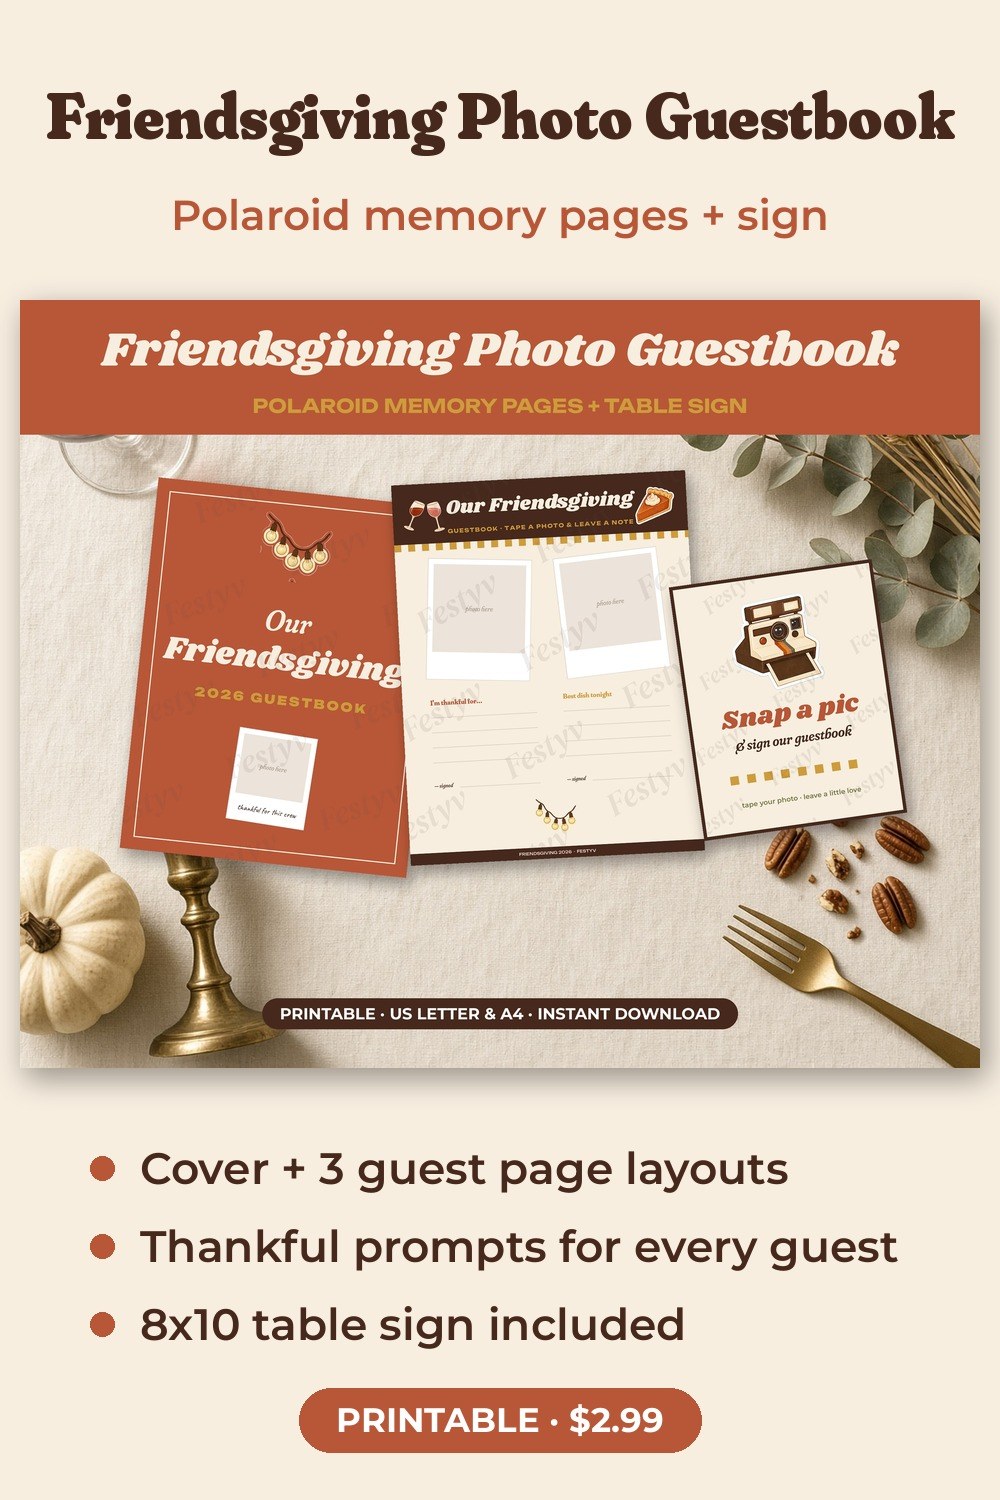 Friendsgiving Photo Guestbook
Polaroid memory pages + sign
Friendsgiving Photo Guestbook
POLAROID MEMORY PAGES + TABLE SIGN
Our
Friendsgiving
2026 GUESTBOOK
photo here
thankful for this crew
Our Friendsgiving
GUESTBOOK · TAPE A PHOTO & LEAVE A NOTE
photo here
photo here
I'm thankful for...
Best dish tonight
— signed
— signed
FRIENDSGIVING 2026 · FESTYV
Snap a pic
& sign our guestbook
tape your photo · leave a little love
Festyv
PRINTABLE · US LETTER & A4 · INSTANT DOWNLOAD
Cover + 3 guest page layouts
Thankful prompts for every guest
8x10 table sign included
PRINTABLE · $2.99